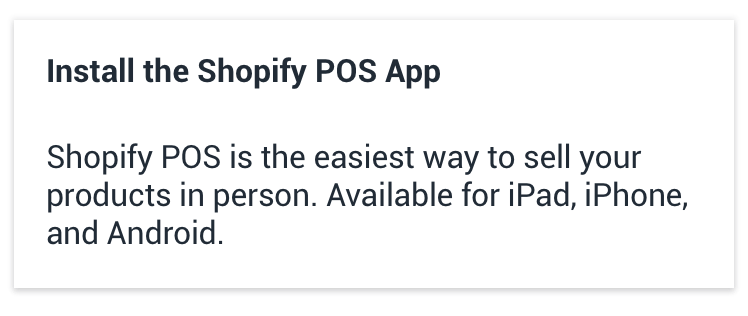 Install the Shopify POS App
Shopify POS is the easiest way to sell your
products in person. Available for iPad, iPhone,
and Android.